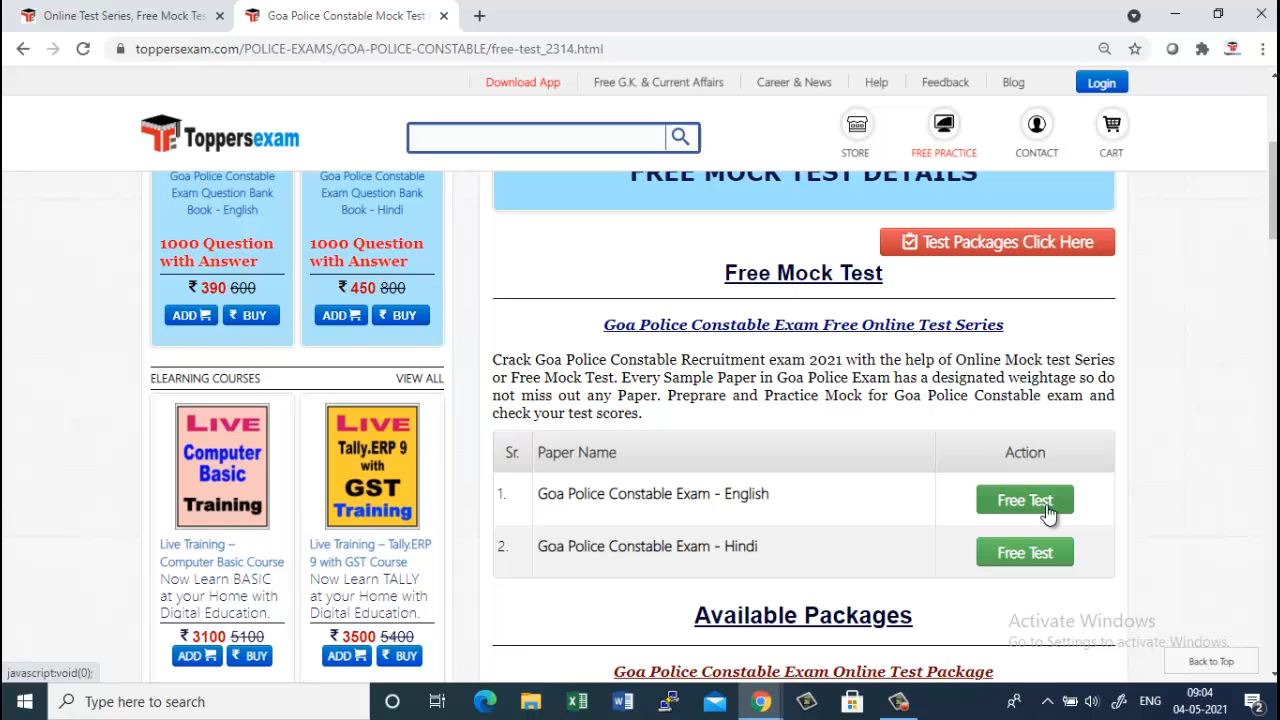 Online Test Series, Free Mock Tes
Goa Police Constable Mock Test
toppersexam.com/POLICE-EXAMS/GOA-POLICE-CONSTABLE/free-test_2314.html
Download App
Free G.K. & Current Affairs
Career & News
Help
Feedback
Blog
Login
Toppersexam
STORE
FREE PRACTICE
CONTACT
CART
Goa Police Constable
Exam Question Bank
Book - English
1000 Question
with Answer
₹ 390 600
ADD
₹ BUY
Goa Police Constable
Exam Question Bank
Book - Hindi
1000 Question
with Answer
₹ 450 800
ADD
₹ BUY
ELEARNING COURSES
VIEW ALL
LIVE
Computer
Basic
Training
Live Training –
Computer Basic Course
Now Learn BASIC
at your Home with
Digital Education.
₹ 3100 5100
ADD
₹ BUY
LIVE
Tally.ERP 9
with
GST
Training
Live Training – Tally.ERP
9 with GST Course
Now Learn TALLY
at your Home with
Digital Education.
₹ 3500 5400
ADD
₹ BUY
FREE MOCK TEST DETAILS
Test Packages Click Here
Free Mock Test
Goa Police Constable Exam Free Online Test Series
Crack Goa Police Constable Recruitment exam 2021 with the help of Online Mock test Series
or Free Mock Test. Every Sample Paper in Goa Police Exam has a designated weightage so do
not miss out any Paper. Preprare and Practice Mock for Goa Police Constable exam and
check your test scores.
Sr. Paper Name Action
1. Goa Police Constable Exam - English Free Test
2. Goa Police Constable Exam - Hindi Free Test
Available Packages
Goa Police Constable Exam Online Test Package
Activate Windows
Go to Settings to activate Windows.
Back to Top
javascript:void(0);
Type here to search
ENG
09:04
04-05-2021
2